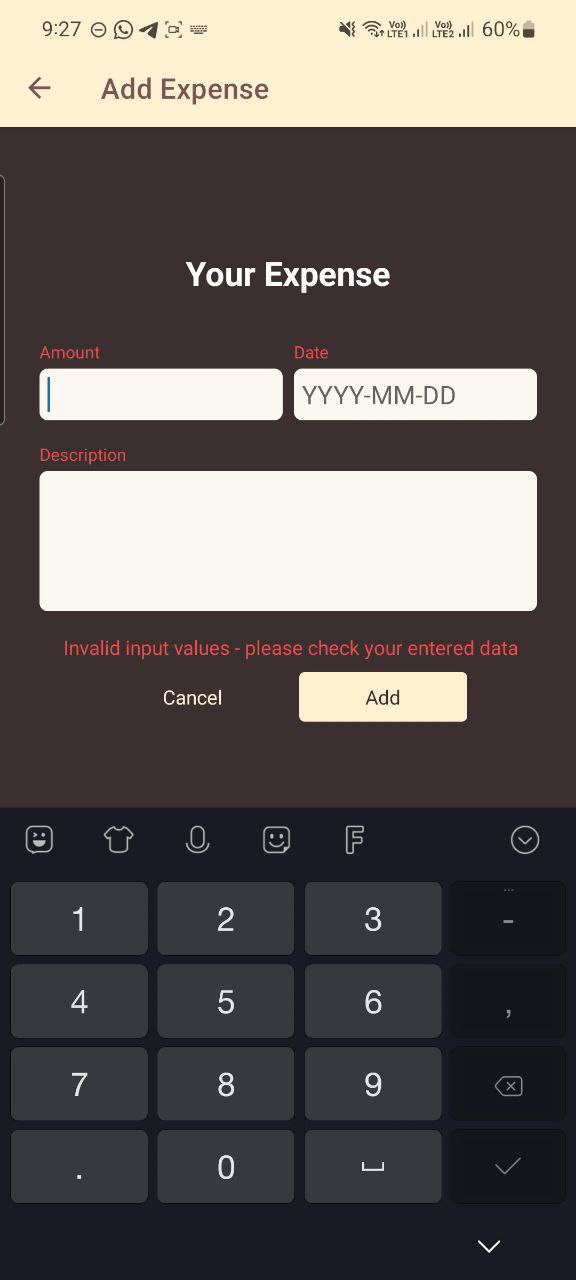 9:27 Vo)) LTE1 Vo)) LTE2 60%
Add Expense
Your Expense
Amount Date
YYYY-MM-DD
Description
Invalid input values - please check your entered data
Cancel Add
1 2 3 -
4 5 6 ,
7 8 9
. 0